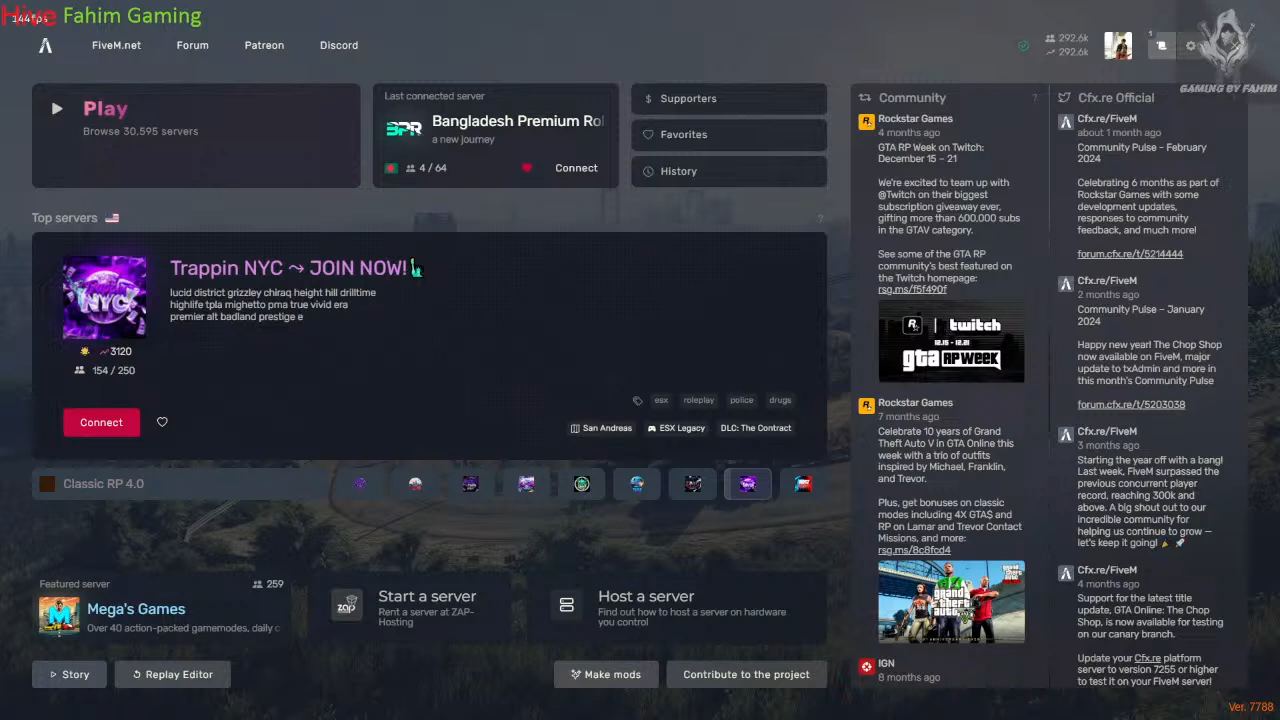 Hive Fahim Gaming
144fps
FiveM.net
Forum
Patreon
Discord
292.6k
292.6k
1
GAMING BY FAHIM
Play
Browse 30,595 servers
Last connected server
BPR
Bangladesh Premium Rol
a new journey
4 / 64
Connect
Supporters
Favorites
History
Top servers
?
NYC
Trappin NYC ⤳ JOIN NOW!
lucid district grizzley chiraq height hill drilltime
highlife tpla mighetto pma true vivid era
premier alt badland prestige e
3120
154 / 250
Connect
esx
roleplay
police
drugs
San Andreas
ESX Legacy
DLC: The Contract
Classic RP 4.0
Featured server
259
Mega's Games
Over 40 action-packed gamemodes, daily c
ZAP
Start a server
Rent a server at ZAP-
Hosting
Host a server
Find out how to host a server on hardware
you control
Story
Replay Editor
Make mods
Contribute to the project
Community
?
Rockstar Games
4 months ago
GTA RP Week on Twitch:
December 15 – 21
We're excited to team up with
@Twitch on their biggest
subscription giveaway ever,
gifting more than 600,000 subs
in the GTAV category.
See some of the GTA RP
community's best featured on
the Twitch homepage:
rsg.ms/f5f490f
R | twitch
12.15 - 12.21
gta RP WEEK
Rockstar Games
7 months ago
Celebrate 10 years of Grand
Theft Auto V in GTA Online this
week with a trio of outfits
inspired by Michael, Franklin,
and Trevor.
Plus, get bonuses on classic
modes including 4X GTA$ and
RP on Lamar and Trevor Contact
Missions, and more:
rsg.ms/8c8fcd4
grand
theft
auto
IGN
8 months ago
Cfx.re Official
Cfx.re/FiveM
about 1 month ago
Community Pulse - February
2024
Celebrating 6 months as part of
Rockstar Games with some
development updates,
responses to community
feedback, and much more!
forum.cfx.re/t/5214444
Cfx.re/FiveM
2 months ago
Community Pulse – January
2024
Happy new year! The Chop Shop
now available on FiveM, major
update to txAdmin and more in
this month's Community Pulse
forum.cfx.re/t/5203038
Cfx.re/FiveM
3 months ago
Starting the year off with a bang!
Last week, FiveM surpassed the
previous concurrent player
record, reaching 300k and
above. A big shout out to our
incredible community for
helping us continue to grow —
let's keep it going!
Cfx.re/FiveM
4 months ago
Support for the latest title
update, GTA Online: The Chop
Shop, is now available for testing
on our canary branch.
Update your Cfx.re platform
server to version 7255 or higher
to test it on your FiveM server!
Ver. 7788